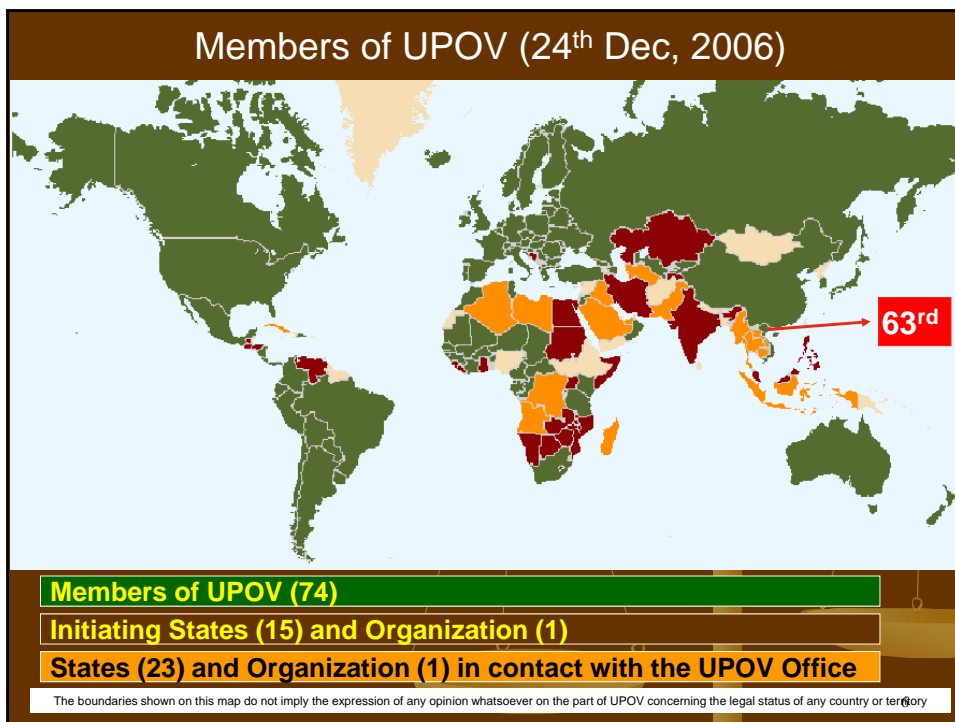 Members of UPOV (24th Dec, 2006)
63rd
Members of UPOV (74)
Initiating States (15) and Organization (1)
States (23) and Organization (1) in contact with the UPOV Office
The boundaries shown on this map do not imply the expression of any opinion whatsoever on the part of UPOV concerning the legal status of any country or territory
6